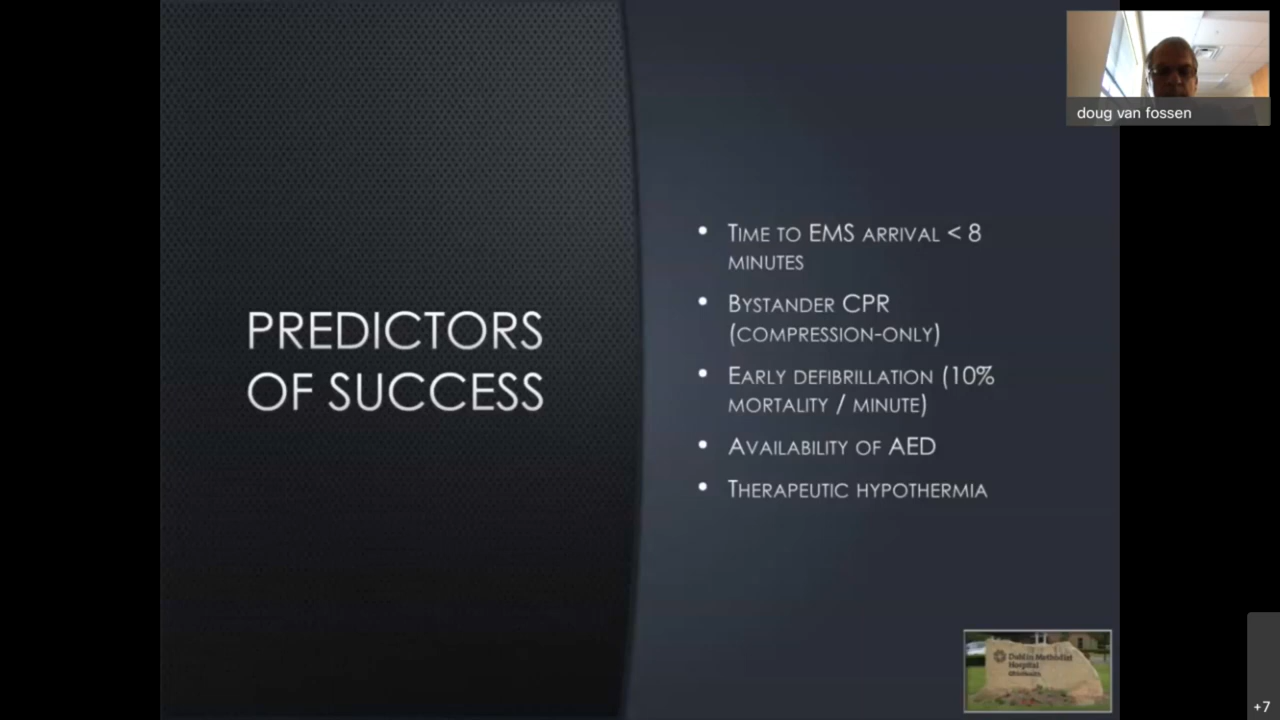 doug van fossen
PREDICTORS
OF SUCCESS
• TIME TO EMS ARRIVAL < 8
MINUTES
• BYSTANDER CPR
(COMPRESSION-ONLY)
• EARLY DEFIBRILLATION (10%
MORTALITY / MINUTE)
• AVAILABILITY OF AED
• THERAPEUTIC HYPOTHERMIA
Dublin Methodist
Hospital
OhioHealth
+7